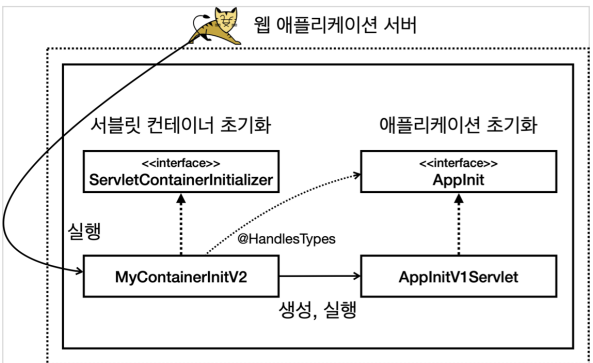 웹 애플리케이션 서버
서블릿 컨테이너 초기화
애플리케이션 초기화
<<interface>>
ServletContainerInitializer
<<interface>>
AppInit
실행
@HandlesTypes
MyContainerInitV2
AppInitV1Servlet
생성, 실행